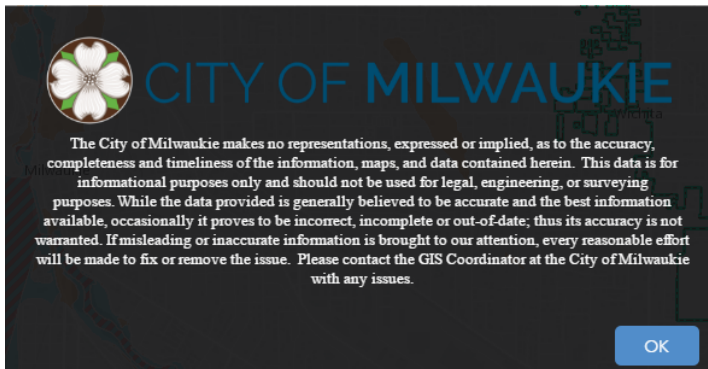 CITY OF MILWAUKIE
Wichita
The City of Milwaukie makes no representations, expressed or implied, as to the accuracy,
completeness and timeliness of the information, maps, and data contained herein. This data is for
Milwaukie
informational purposes only and should not be used for legal, engineering, or surveying
purposes. While the data provided is generally believed to be accurate and the best information
available, occasionally it proves to be incorrect, incomplete or out-of-date; thus its accuracy is not
warranted. If misleading or inaccurate information is brought to our attention, every reasonable effort
will be made to fix or remove the issue. Please contact the GIS Coordinator at the City of Milwaukie
with any issues.
OK